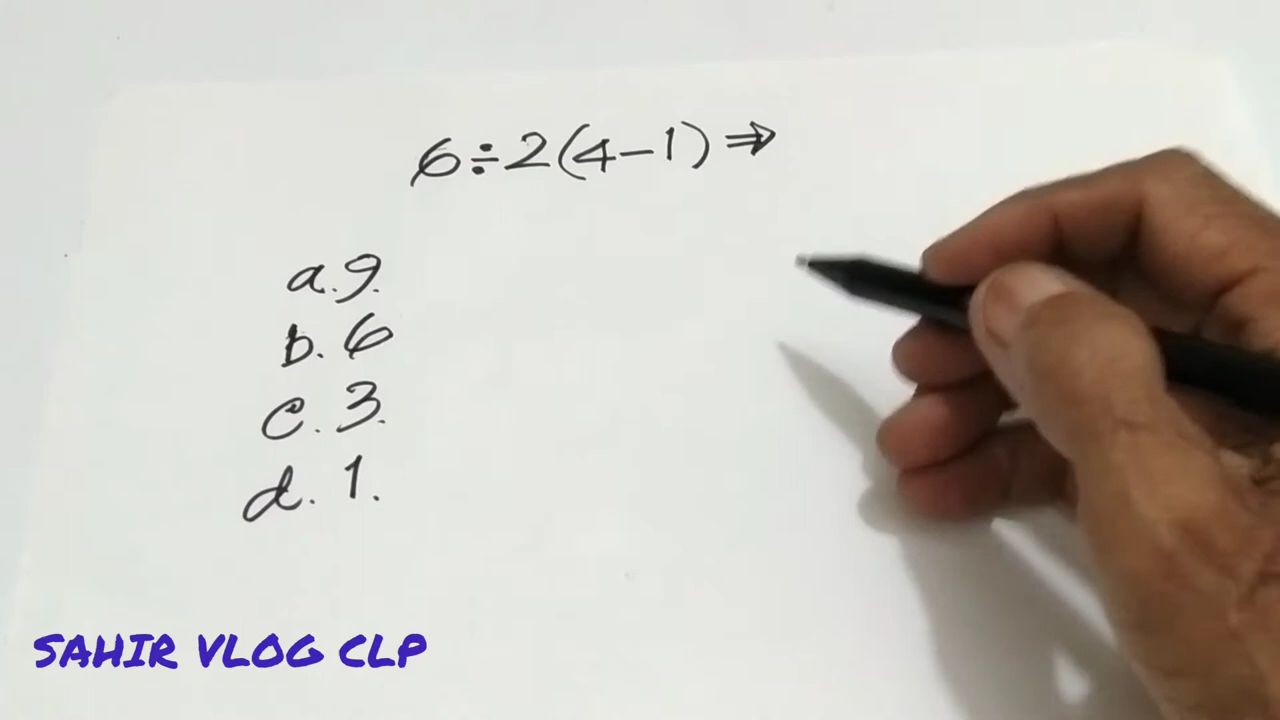 6÷2(4-1)⇒
a.9.
b.6
c.3.
d.1.
SAHIR VLOG CLP